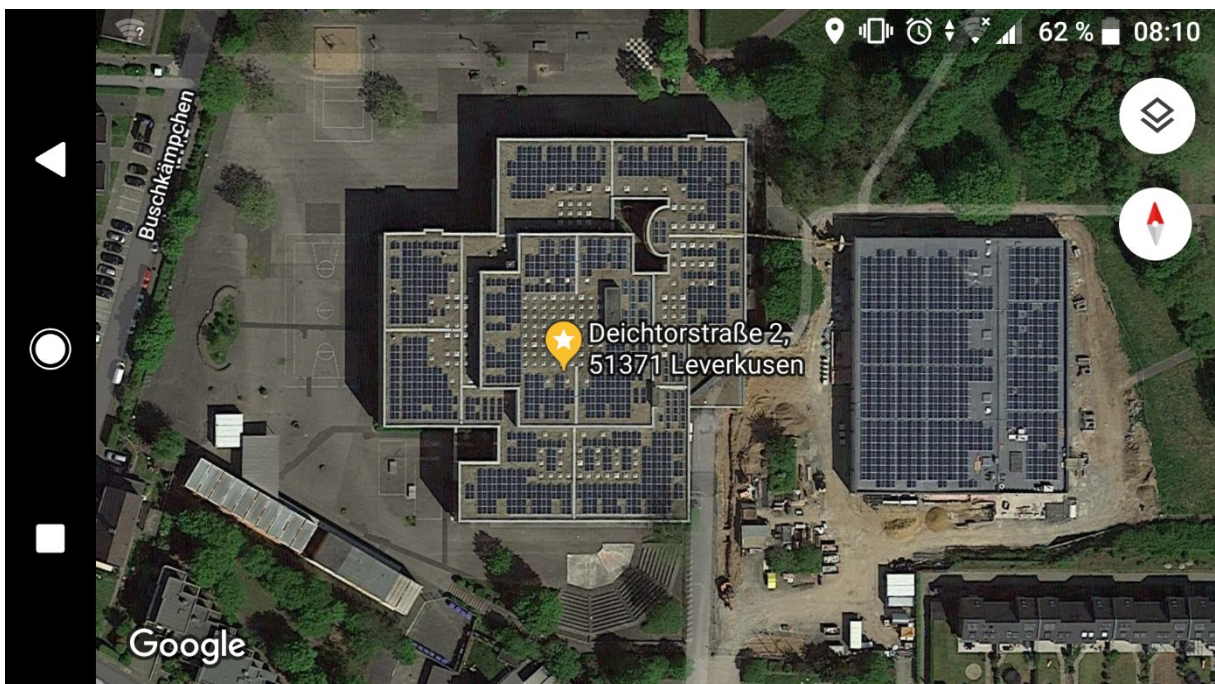 62 % 08:10
Buschkämpchen
Deichtorstraße 2,
51371 Leverkusen
Google